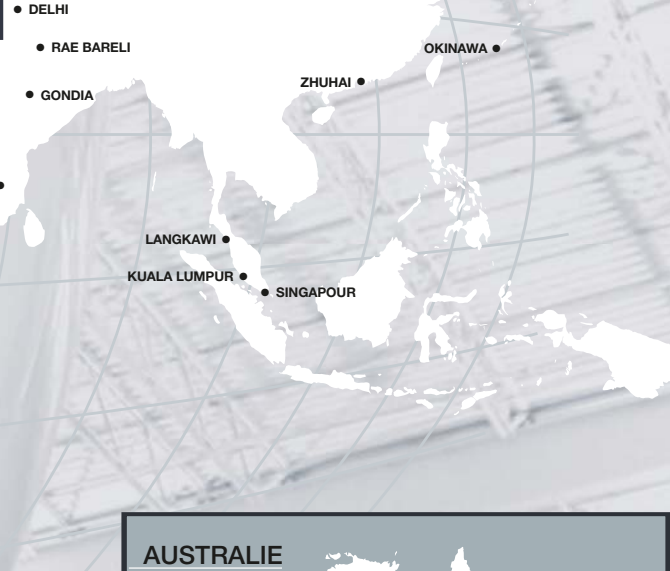 DELHI
RAE BARELI
OKINAWA
ZHUHAI
GONDIA
LANGKAWI
KUALA LUMPUR
SINGAPOUR
AUSTRALIE